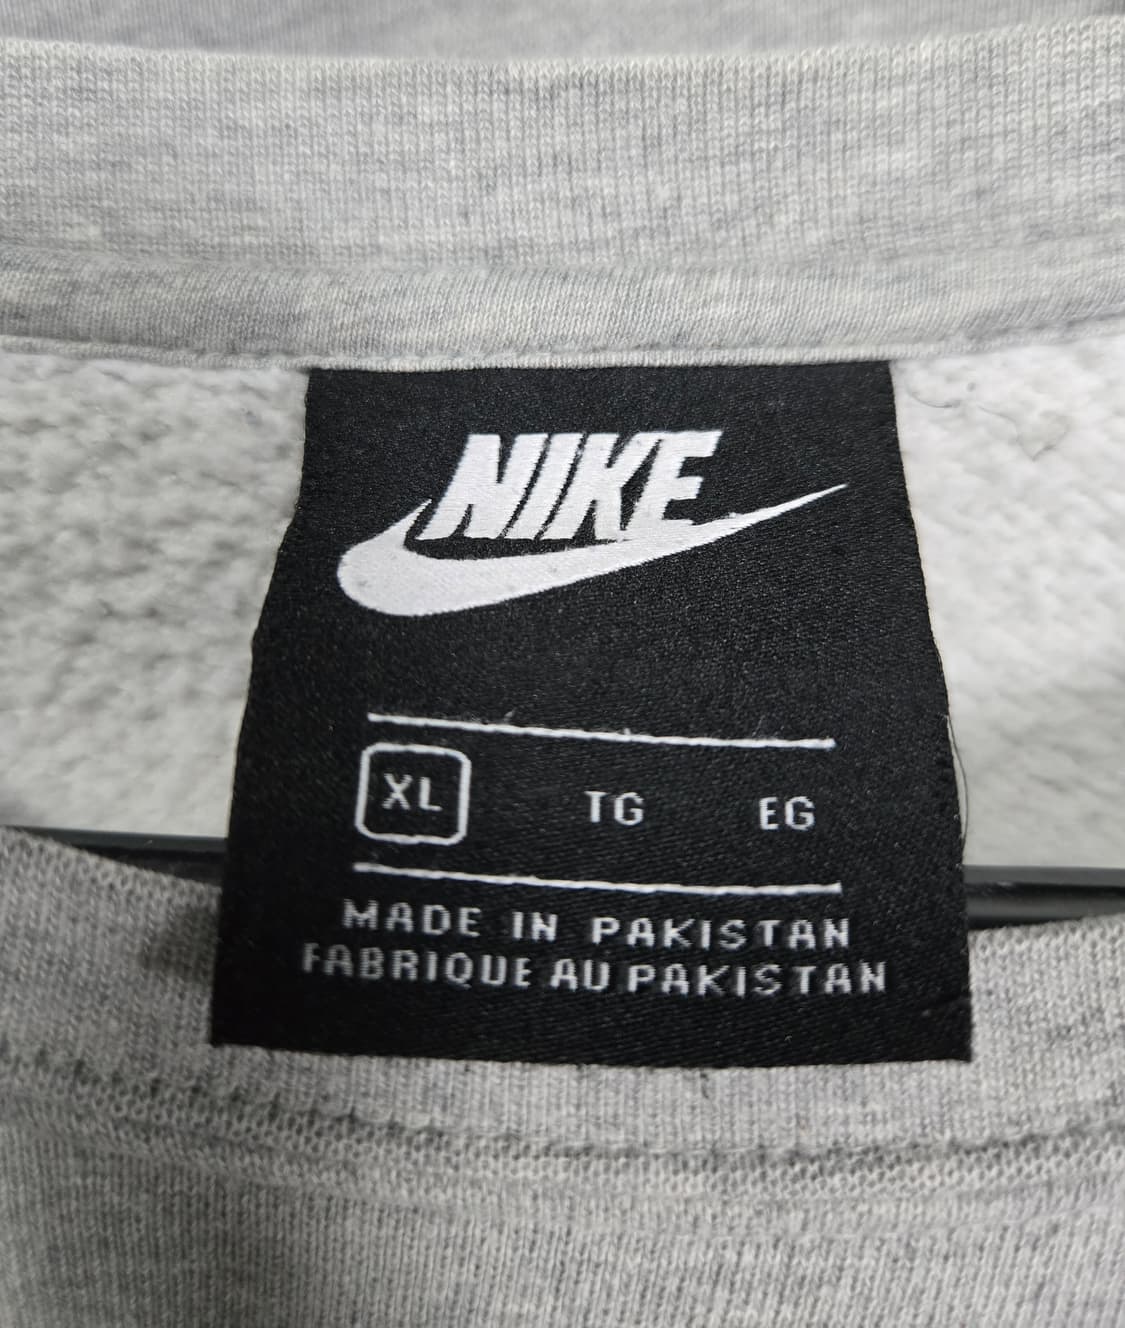 NIKE
XL TG EG
MADE IN PAKISTAN
FABRIQUE AU PAKISTAN